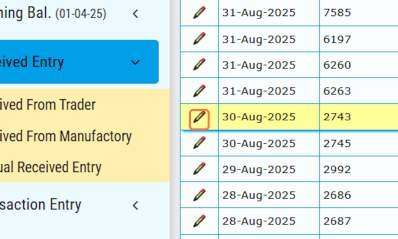 ning Bal. (01-04-25)
eived Entry
ived From Trader
ived From Manufactory
ual Received Entry
nsaction Entry
31-Aug-2025 7585
31-Aug-2025 6197
31-Aug-2025 6260
31-Aug-2025 6263
30-Aug-2025 2743
30-Aug-2025 2745
29-Aug-2025 2992
28-Aug-2025 2686
28-Aug-2025 2687